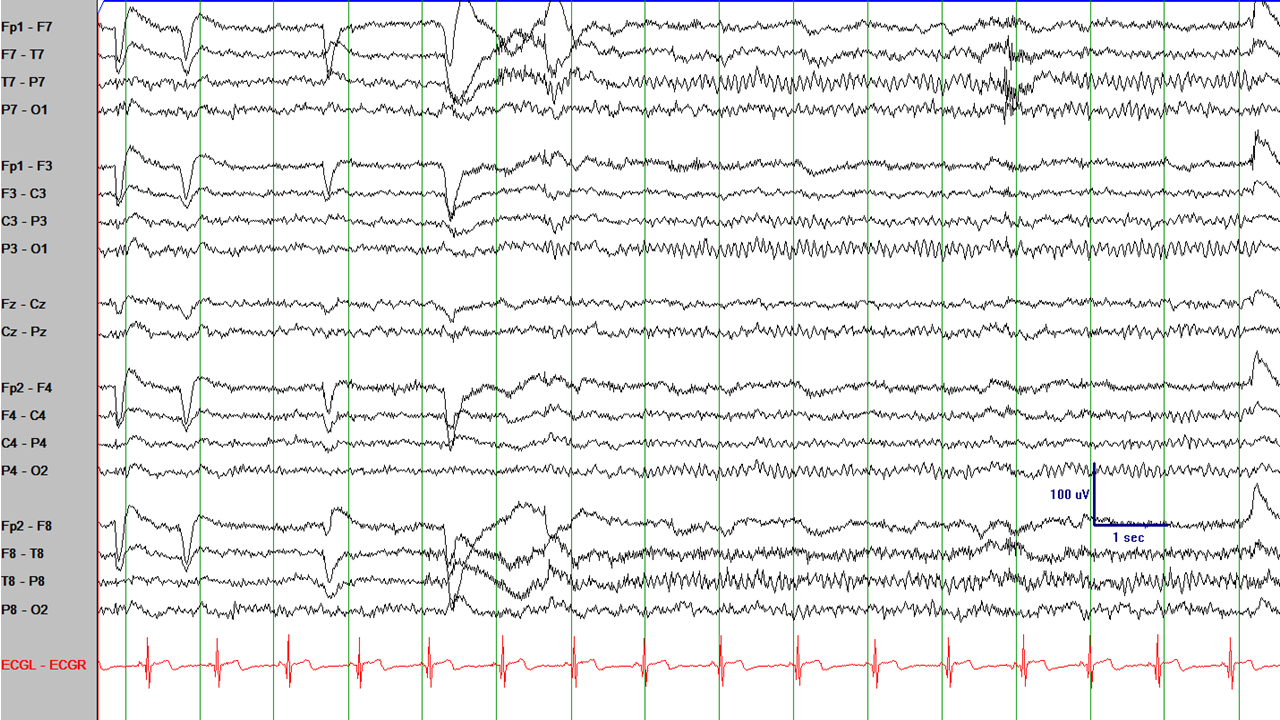 Fp1 - F7
F7 - T7
T7 - P7
P7 - O1
Fp1 - F3
F3 - C3
C3 - P3
P3 - O1
Fz - Cz
Cz - Pz
Fp2 - F4
F4 - C4
C4 - P4
P4 - O2
100 uV
Fp2 - F8
1 sec
F8 - T8
T8 - P8
P8 - O2
ECGL - ECGR